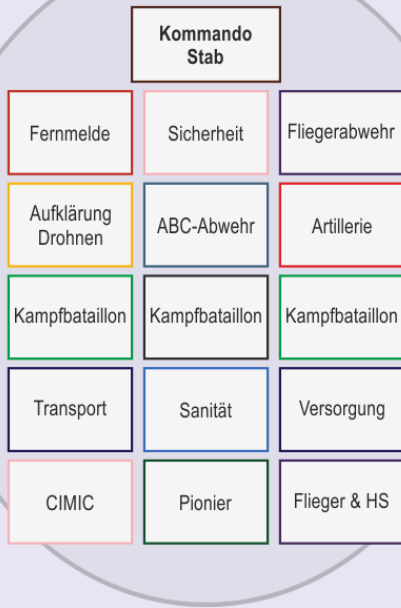 Kommando
Stab
Fernmelde
Sicherheit
Fliegerabwehr
Aufklärung
Drohnen
ABC-Abwehr
Artillerie
Kampfbataillon
Kampfbataillon
Kampfbataillon
Transport
Sanität
Versorgung
CIMIC
Pionier
Flieger & HS